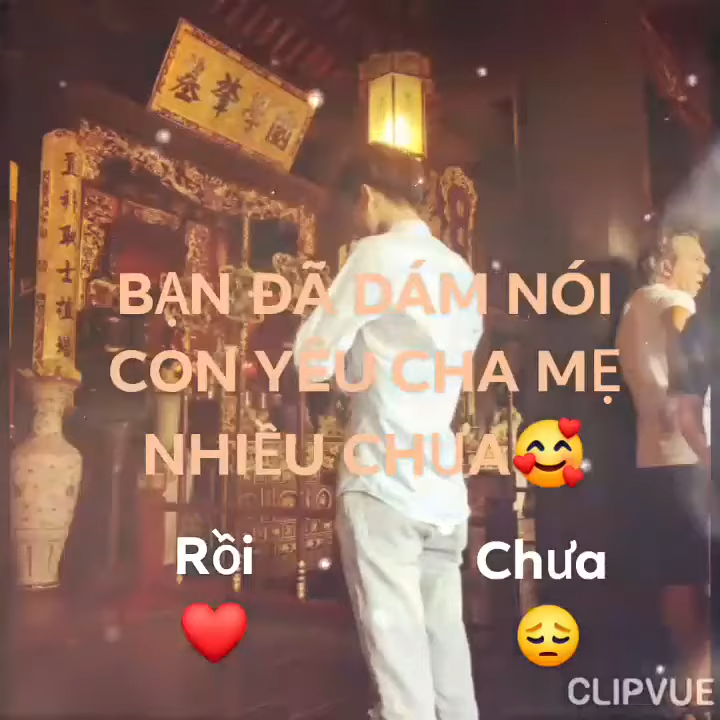 BẠN ĐÃ DÁM NÓI
CON YÊU CHA MẸ
NHIỀU CHƯA🥰
Rồi
Chưa
❤️
😔
CLIPVUE